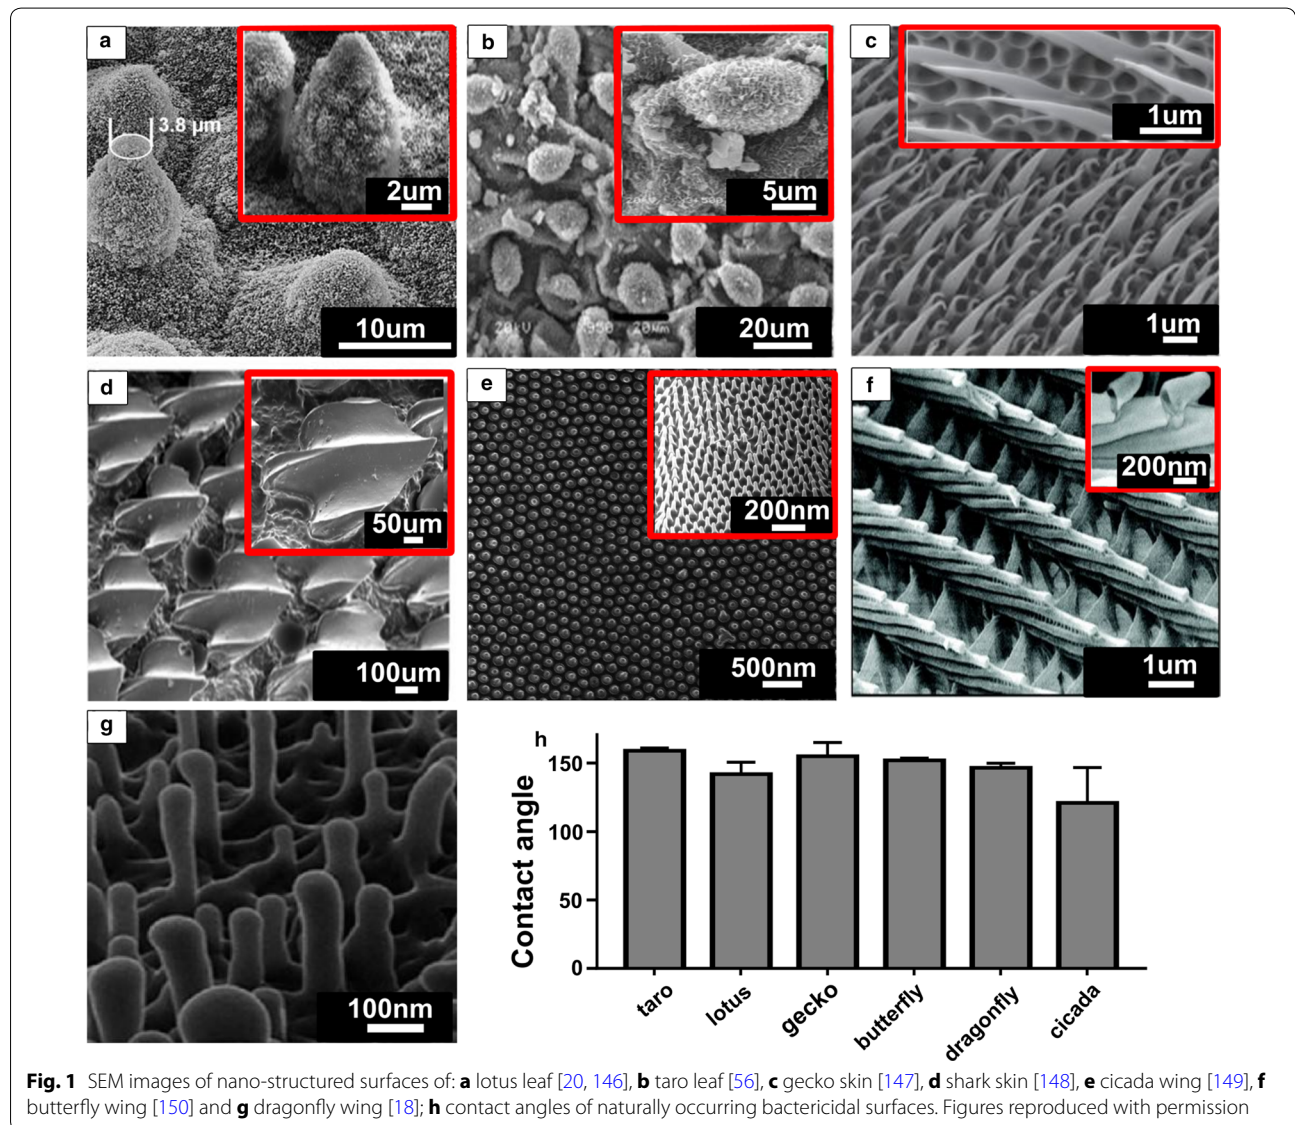 a
3.8 µm
2um
10um
b
5um
20kV 950 20µm
20um
c
1um
1um
d
50um
100um
e
200nm
500nm
f
200nm
1um
g
100nm
h
Contact angle
150
100
50
0
taro
lotus
gecko
butterfly
dragonfly
cicada
Fig. 1 SEM images of nano-structured surfaces of: a lotus leaf [20, 146], b taro leaf [56], c gecko skin [147], d shark skin [148], e cicada wing [149], f
butterfly wing [150] and g dragonfly wing [18]; h contact angles of naturally occurring bactericidal surfaces. Figures reproduced with permission